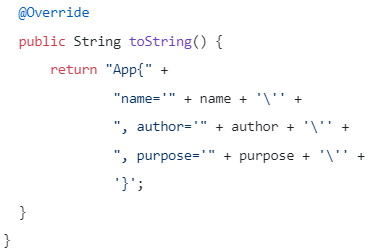 @Override
public String toString() {
return "App{" +
"name='" + name + '\'' +
", author='" + author + '\'' +
", purpose='" + purpose + '\'' +
'}';
}
}